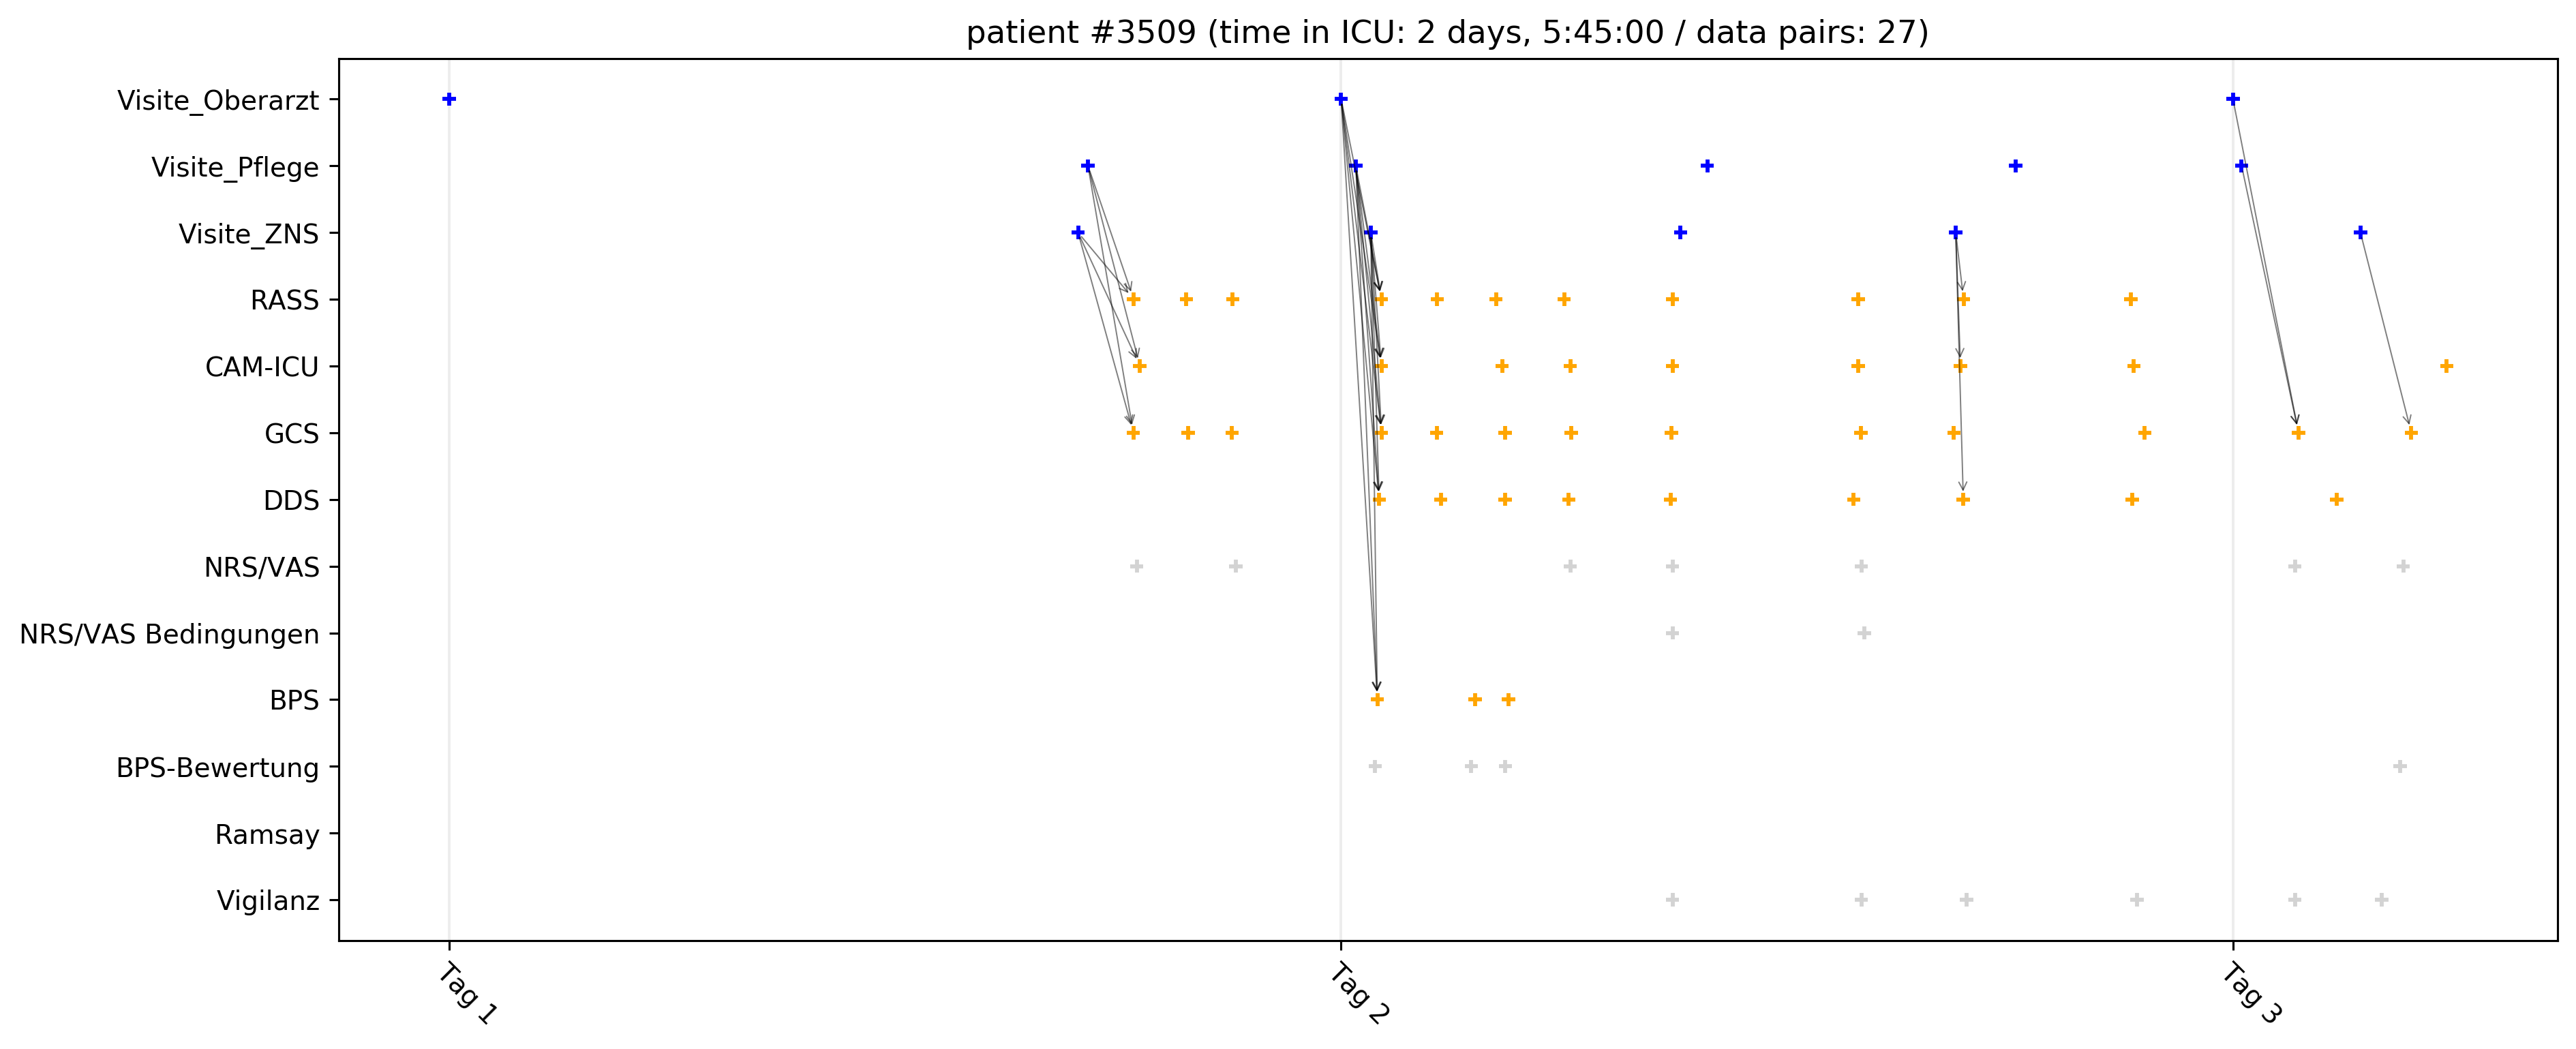 patient #3509 (time in ICU: 2 days, 5:45:00 / data pairs: 27)
Visite_Oberarzt
Visite_Pflege
Visite_ZNS
RASS
CAM-ICU
GCS
DDS
NRS/VAS
NRS/VAS Bedingungen
BPS
BPS-Bewertung
Ramsay
Vigilanz
Tag 1
Tag 2
Tag 3